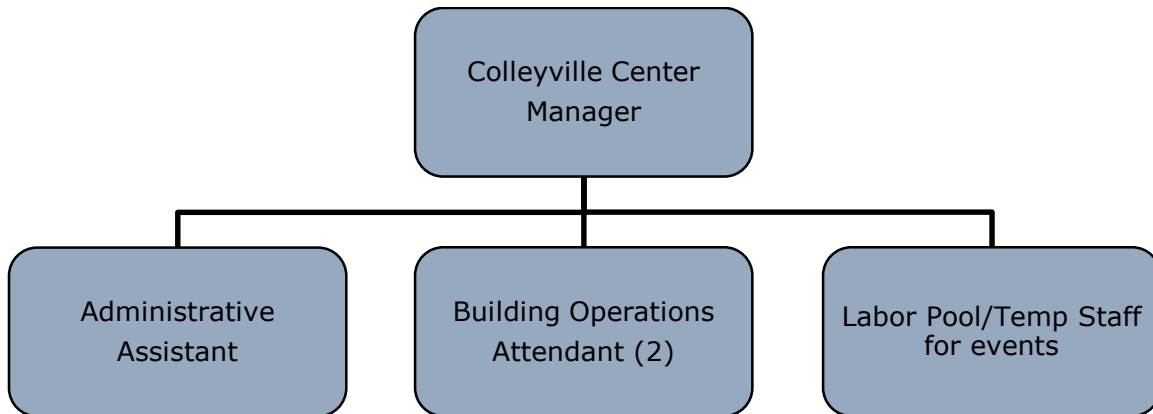 Colleyville Center
Manager
Administrative
Assistant
Building Operations
Attendant (2)
Labor Pool/Temp Staff
for events